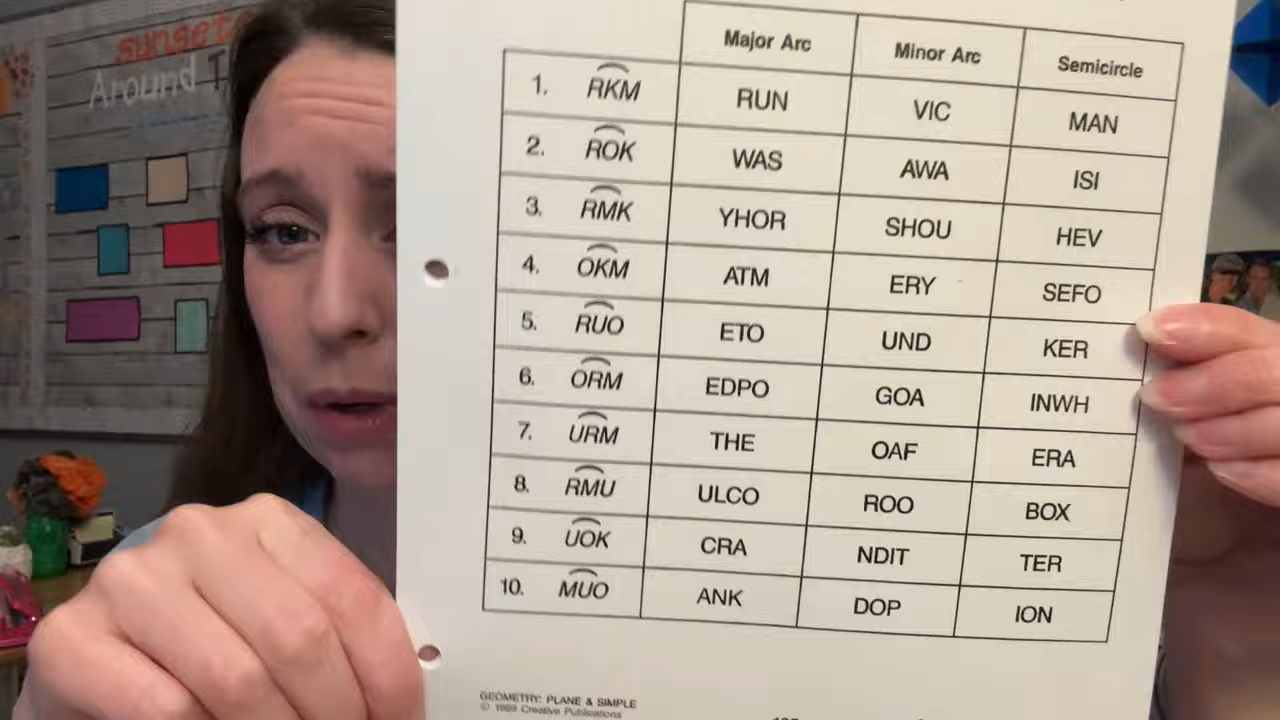 sunsets
Around T
Major Arc Minor Arc Semicircle
1. RKM RUN VIC MAN
2. ROK WAS AWA ISI
3. RMK YHOR SHOU HEV
4. OKM ATM ERY SEFO
5. RUO ETO UND KER
6. ORM EDPO GOA INWH
7. URM THE OAF ERA
8. RMU ULCO ROO BOX
9. UOK CRA NDIT TER
10. MUO ANK DOP ION
GEOMETRY: PLANE & SIMPLE
© 1989 Creative Publications